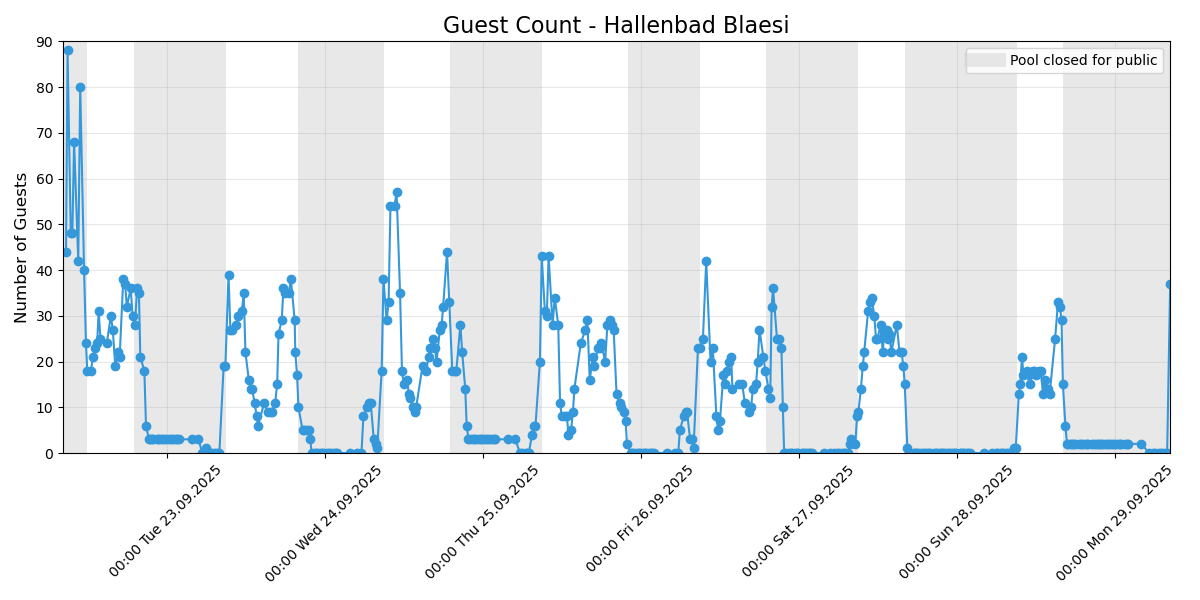 Guest Count - Hallenbad Blaesi
Pool closed for public
Number of Guests
90
80
70
60
50
40
30
20
10
0
00:00 Tue 23.09.2025
00:00 Wed 24.09.2025
00:00 Thu 25.09.2025
00:00 Fri 26.09.2025
00:00 Sat 27.09.2025
00:00 Sun 28.09.2025
00:00 Mon 29.09.2025